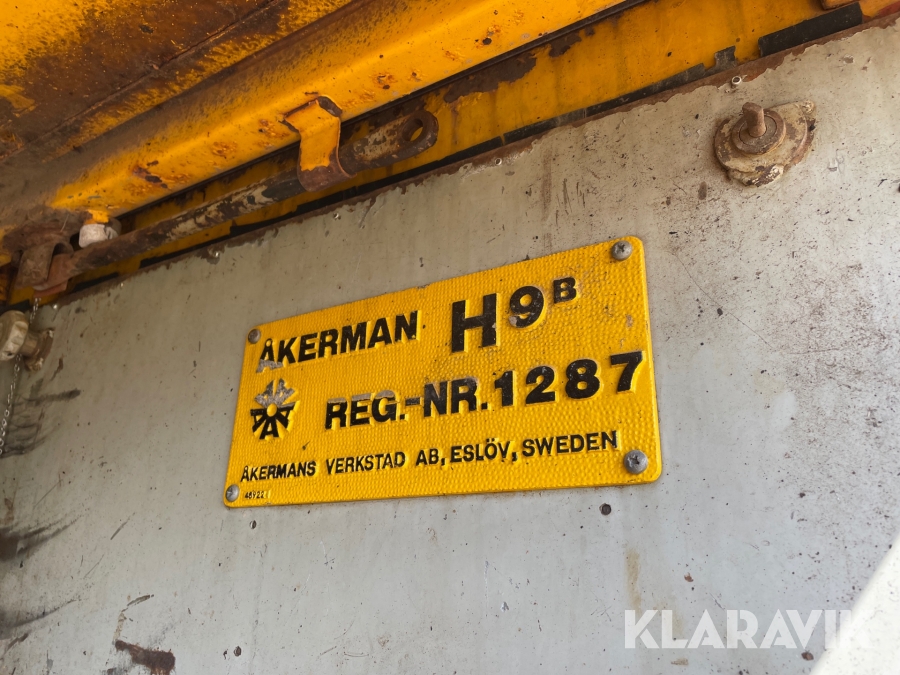 ÅKERMAN H9B
REG.-NR. 1287
ÅKERMANS VERKSTAD AB, ESLÖV, SWEDEN
KLARAVIK